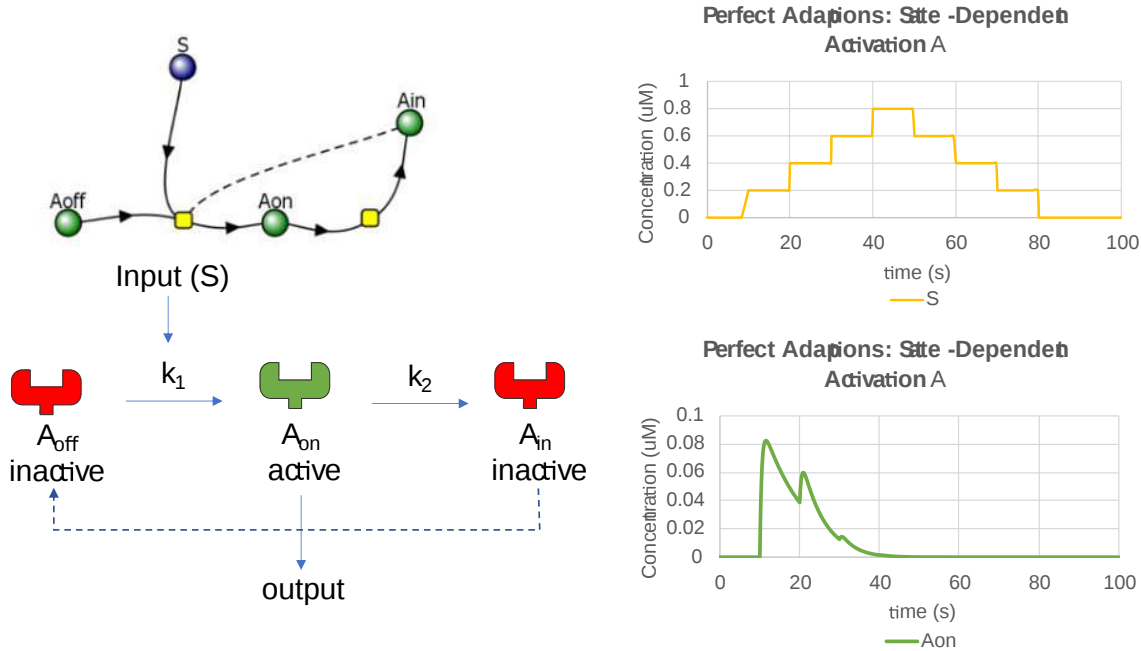 S
Ain
Aoff
Aon
Input (S)
k1
k2
Aoff
inactive
Aon
active
Ain
inactive
output
Perfect Adaptions: State -Dependent
Activation A
Concentration (uM)
1
0.8
0.6
0.4
0.2
0
0 20 40 60 80 100
time (s)
S
Perfect Adaptions: State -Dependent
Activation A
Concentration (uM)
0.1
0.08
0.06
0.04
0.02
0
0 20 40 60 80 100
time (s)
Aon